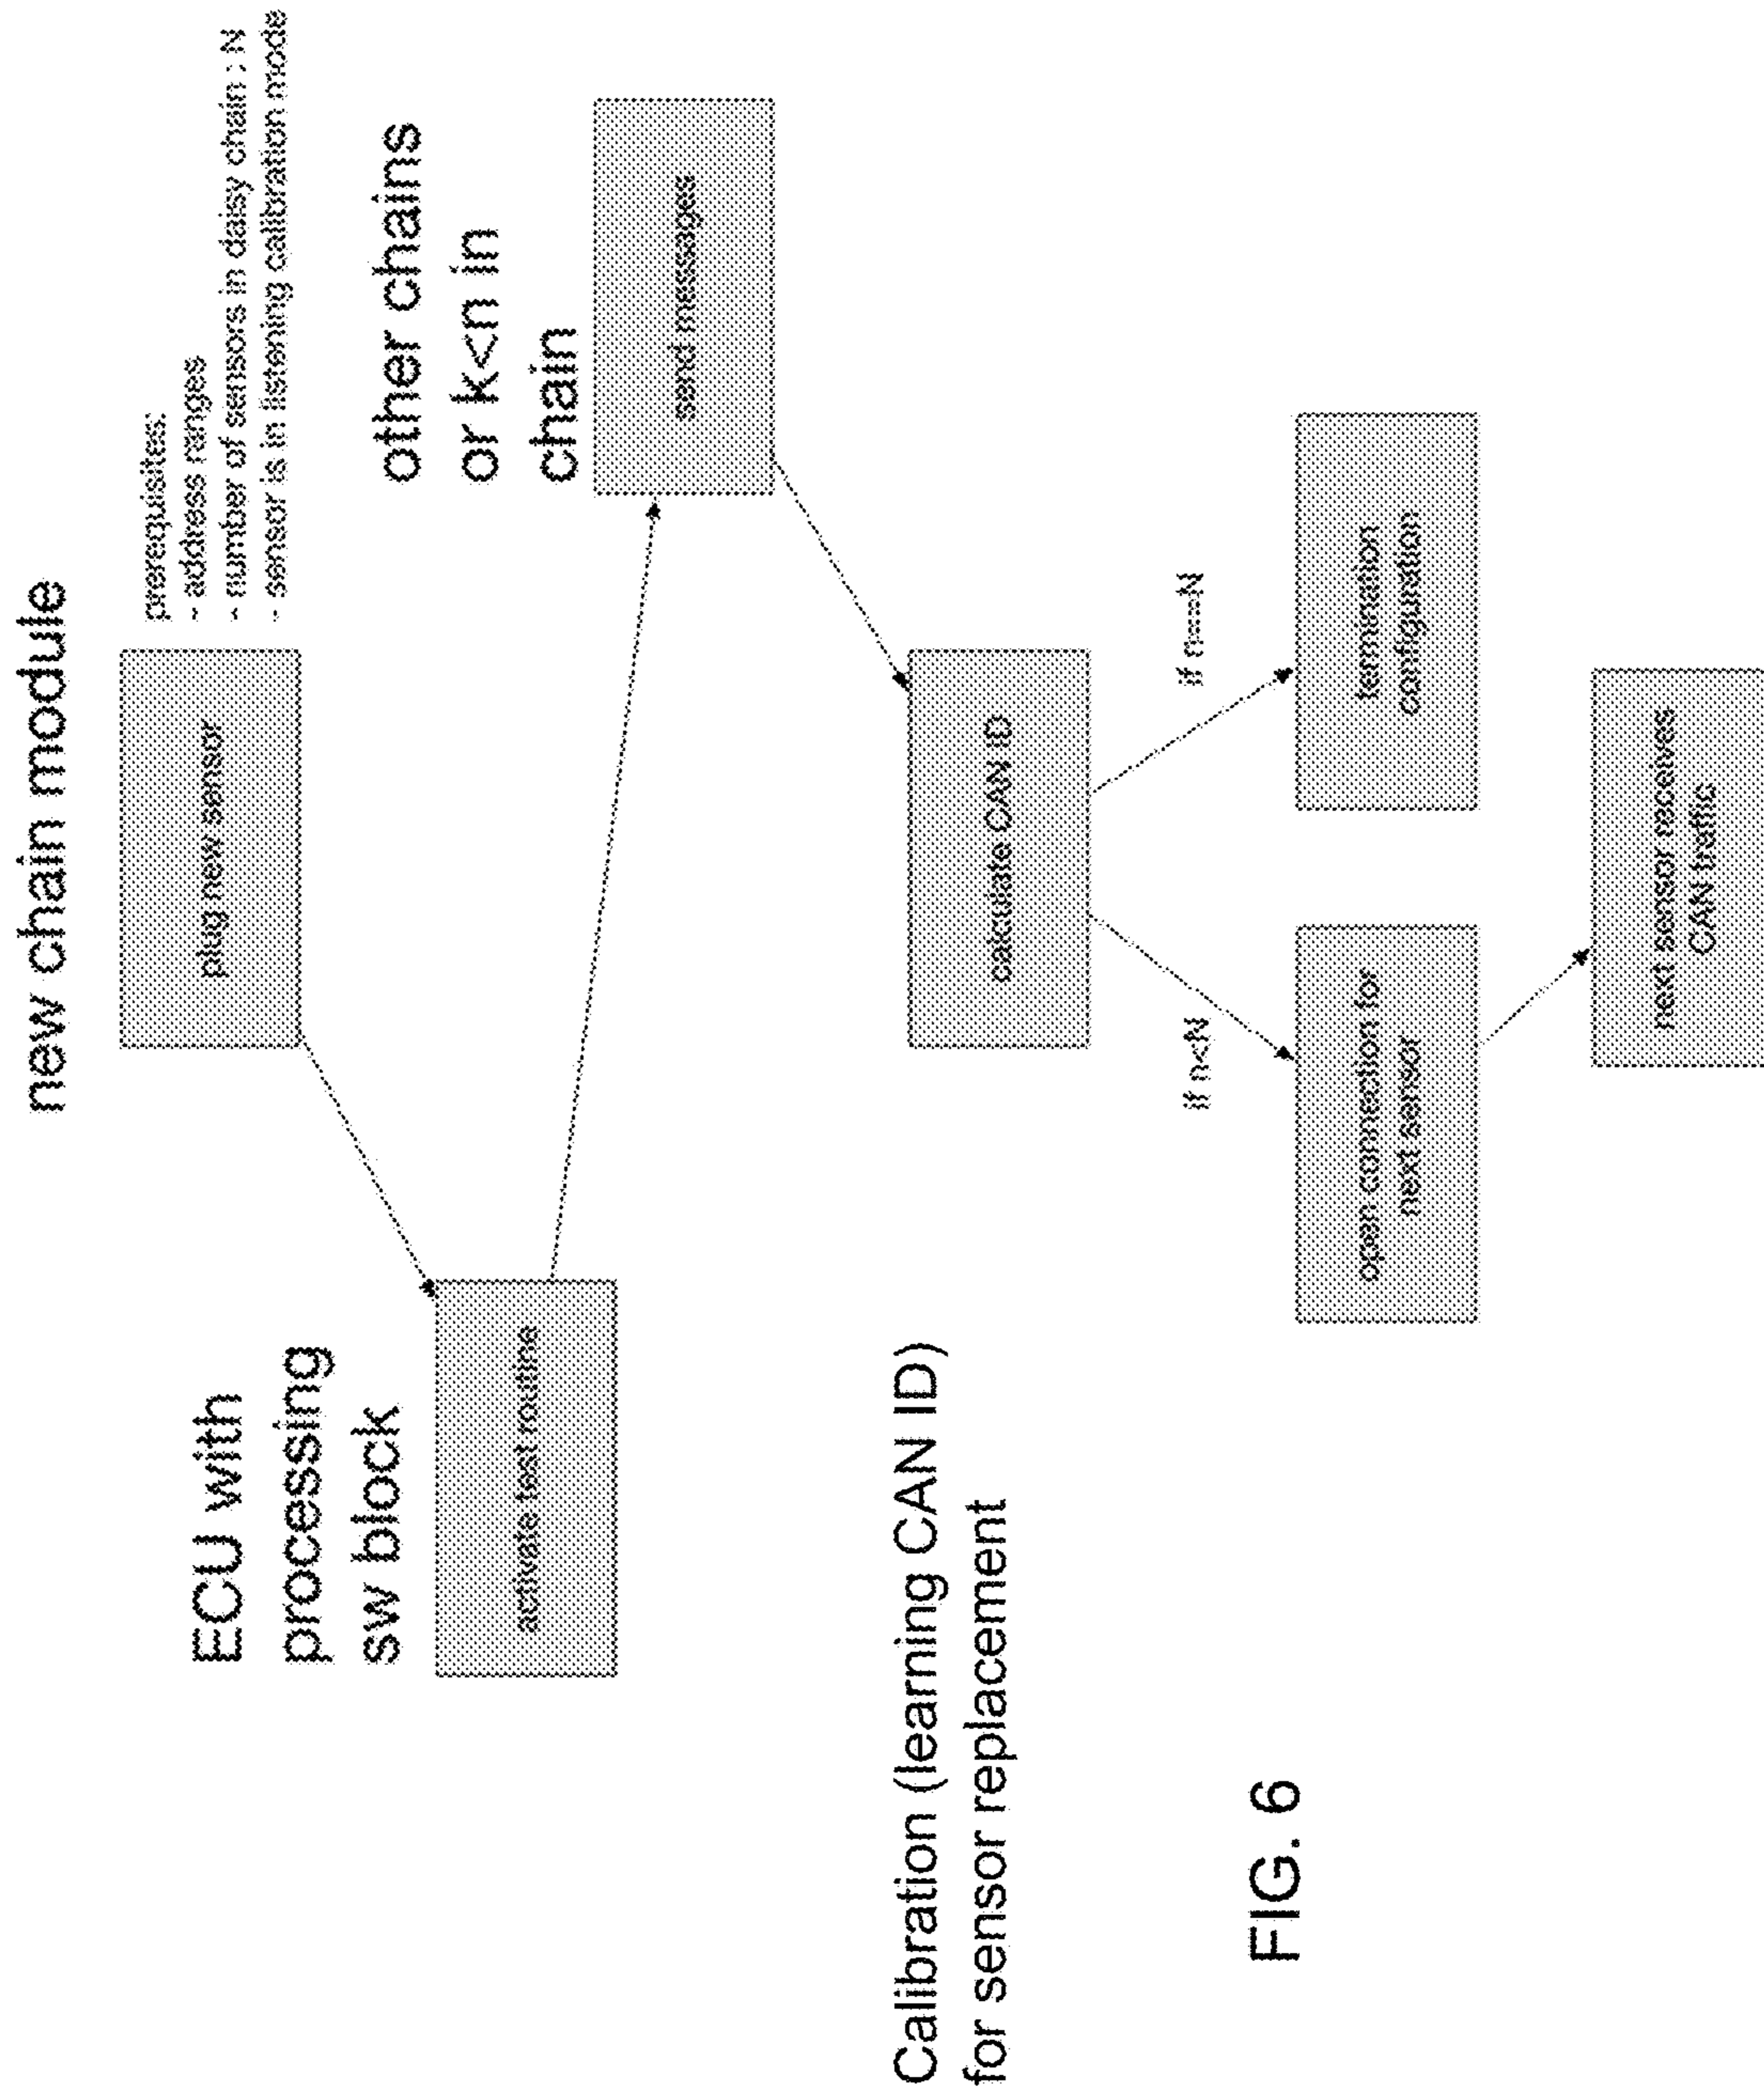 new chain module
prerequisites:
- address ranges
- number of sensors in daisy chain : N
- sensor is in listening calibration mode
plug new sensor
ECU with
processing
sw block
activate test routine
other chains
or k<n in
chain
send messages
calculate CAN ID
if n<N
if n==N
open connection for
next sensor
termination
configuration
next sensor receives
CAN traffic
Calibration (learning CAN ID)
for sensor replacement
FIG. 6